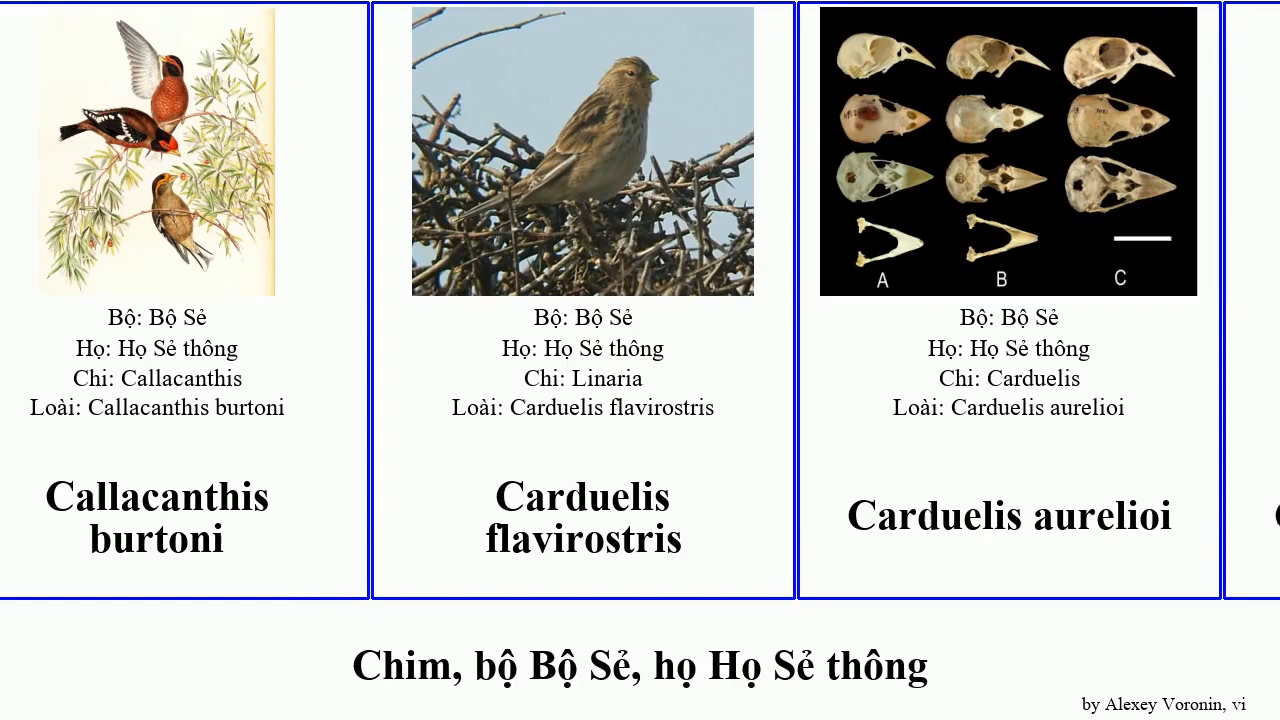 Bộ: Bộ Sẻ
Họ: Họ Sẻ thông
Chi: Callacanthis
Loài: Callacanthis burtoni
Callacanthis
burtoni
Bộ: Bộ Sẻ
Họ: Họ Sẻ thông
Chi: Linaria
Loài: Carduelis flavirostris
Carduelis
flavirostris
A
B
C
Bộ: Bộ Sẻ
Họ: Họ Sẻ thông
Chi: Carduelis
Loài: Carduelis aurelioi
Carduelis aurelioi
Chim, bộ Bộ Sẻ, họ Họ Sẻ thông
by Alexey Voronin, vi